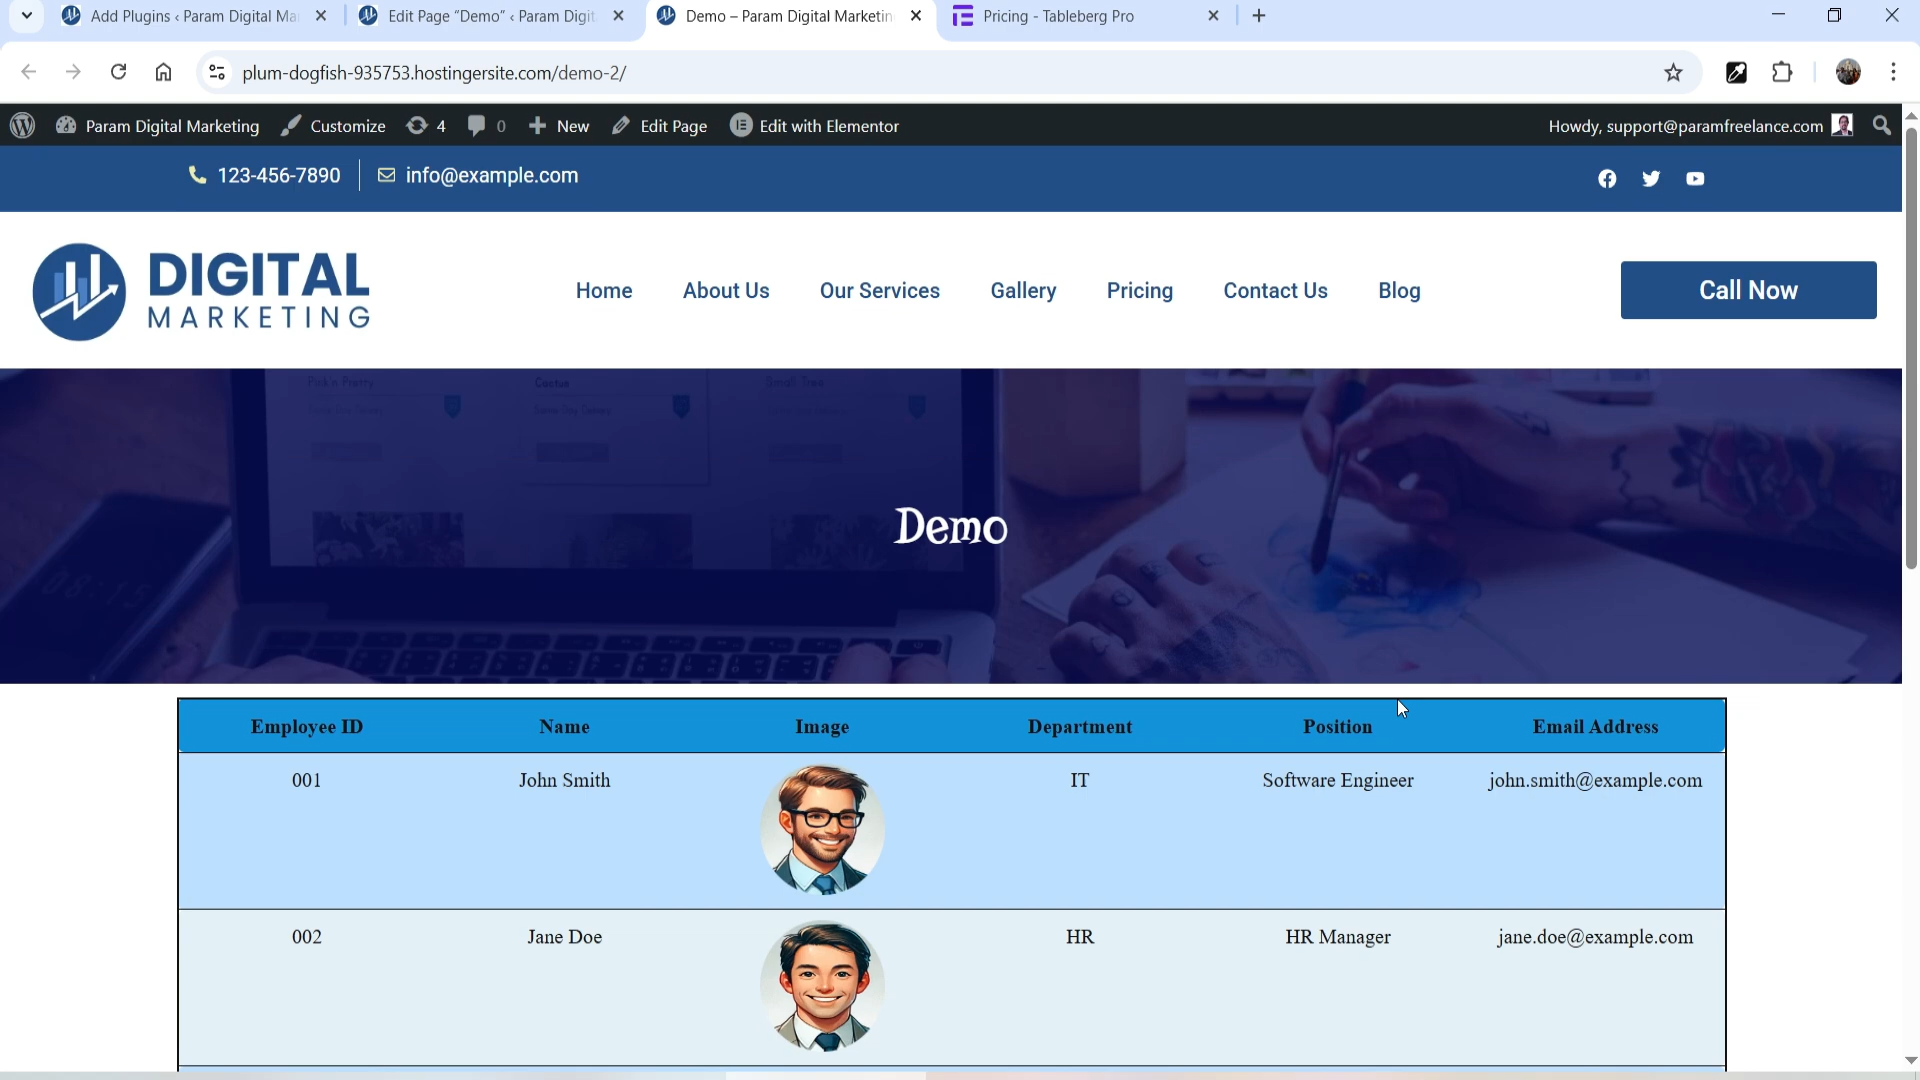 Add Plugins ‹ Param Digital Ma
Edit Page “Demo” ‹ Param Digit
Demo – Param Digital Marketin
Pricing - Tableberg Pro
plum-dogfish-935753.hostingersite.com/demo-2/
Param Digital Marketing
Customize
4
0
New
Edit Page
Edit with Elementor
Howdy, support@paramfreelance.com
123-456-7890
info@example.com
DIGITAL
MARKETING
Home
About Us
Our Services
Gallery
Pricing
Contact Us
Blog
Call Now
Demo
Employee ID Name Image Department Position Email Address
001 John Smith IT Software Engineer john.smith@example.com
002 Jane Doe HR HR Manager jane.doe@example.com